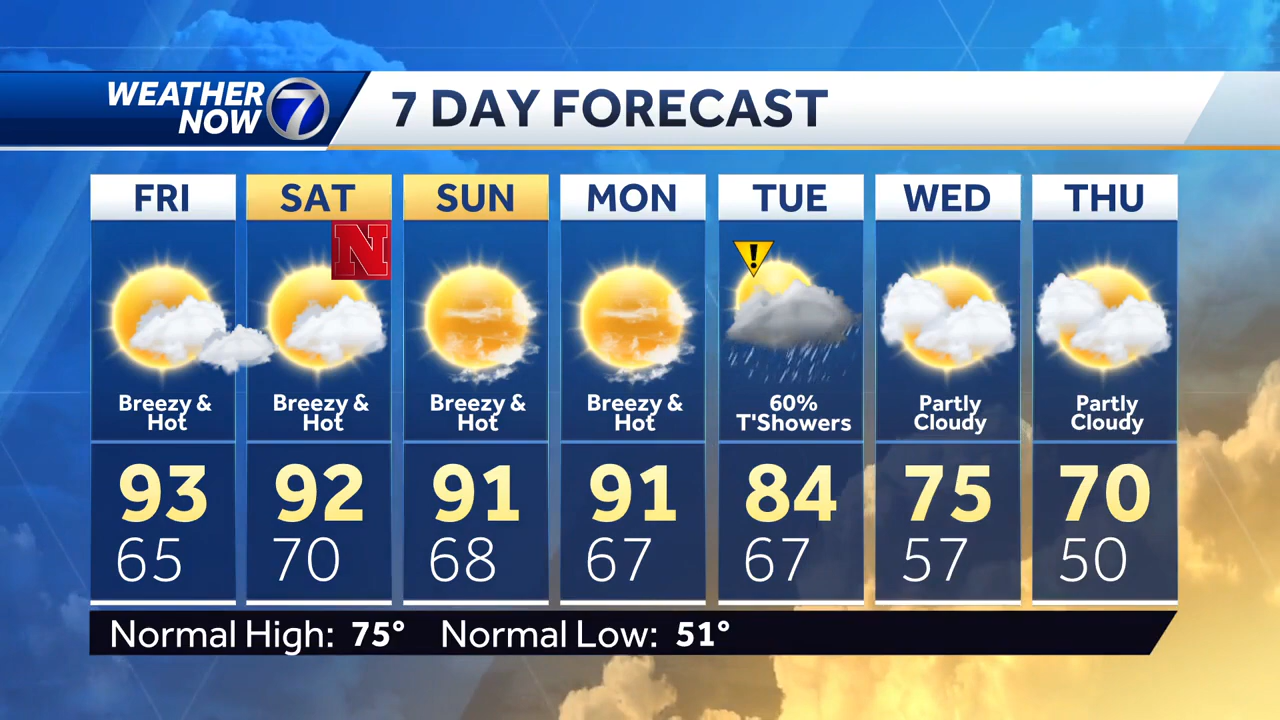 WEATHER
NOW 7
7 DAY FORECAST
FRI SAT SUN MON TUE WED THU
N
!
Breezy & Breezy & Breezy & Breezy & 60% Partly Partly
Hot Hot Hot Hot T'Showers Cloudy Cloudy
93 92 91 91 84 75 70
65 70 68 67 67 57 50
Normal High: 75° Normal Low: 51°